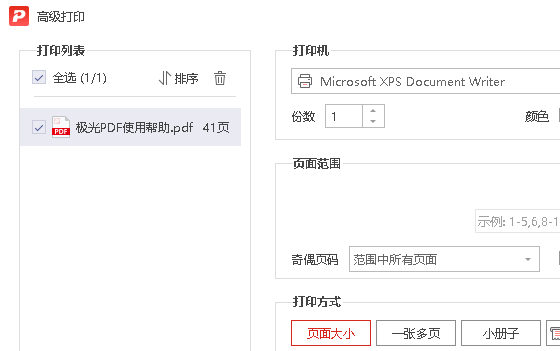 高级打印
打印列表
全选 (1/1)
排序
PDF
极光PDF使用帮助.pdf
41页
打印机
Microsoft XPS Document Writer
份数
1
颜色
页面范围
示例: 1-5,6,8-1
奇偶页码
范围中所有页面
打印方式
页面大小
一张多页
小册子